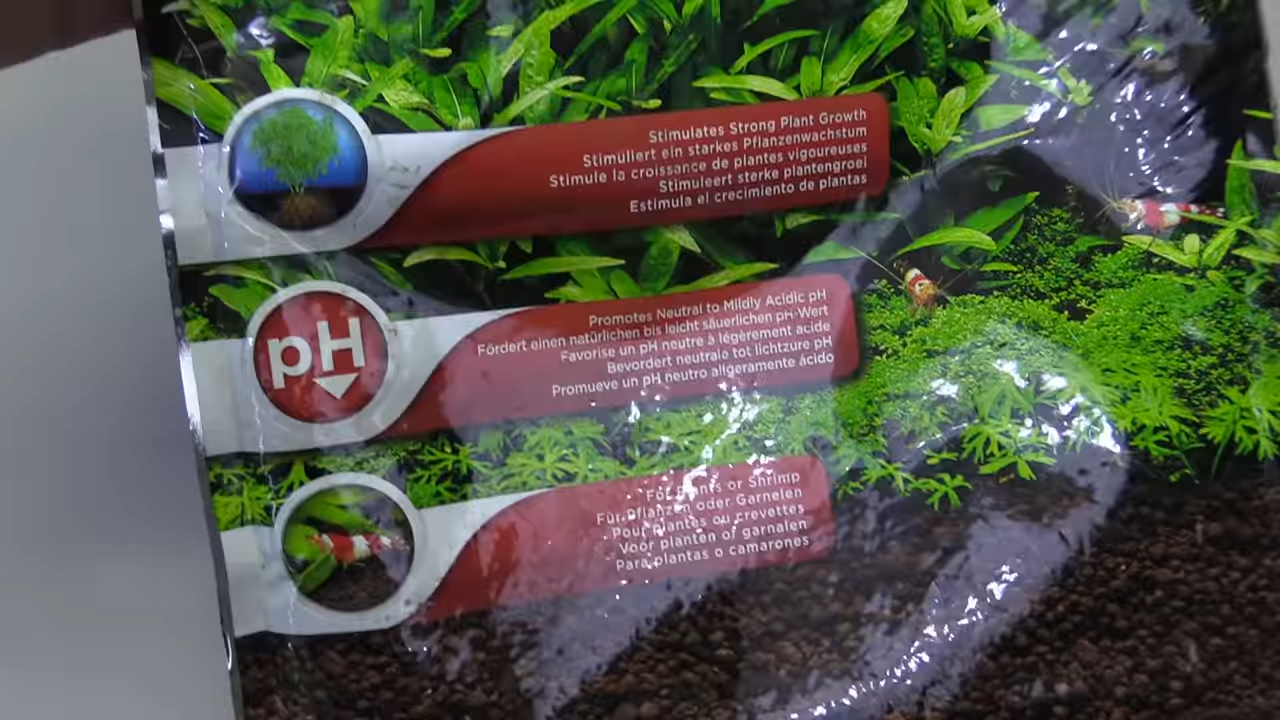 Stimulates Strong Plant Growth
Stimuliert ein starkes Pflanzenwachstum
Stimule la croissance de plantes vigoureuses
Stimuleert sterke plantengroei
Estimula el crecimiento de plantas
pH
Promotes Neutral to Mildly Acidic pH
Fördert einen natürlichen bis leicht säuerlichen pH-Wert
Favorise un pH neutre à légèrement acide
Bevordert neutrale tot lichtzure pH
Promueve un pH neutro aligeramente ácido
For Plants or Shrimp
Für Pflanzen oder Garnelen
Pour plantes ou crevettes
Voor planten of garnalen
Para plantas o camarones